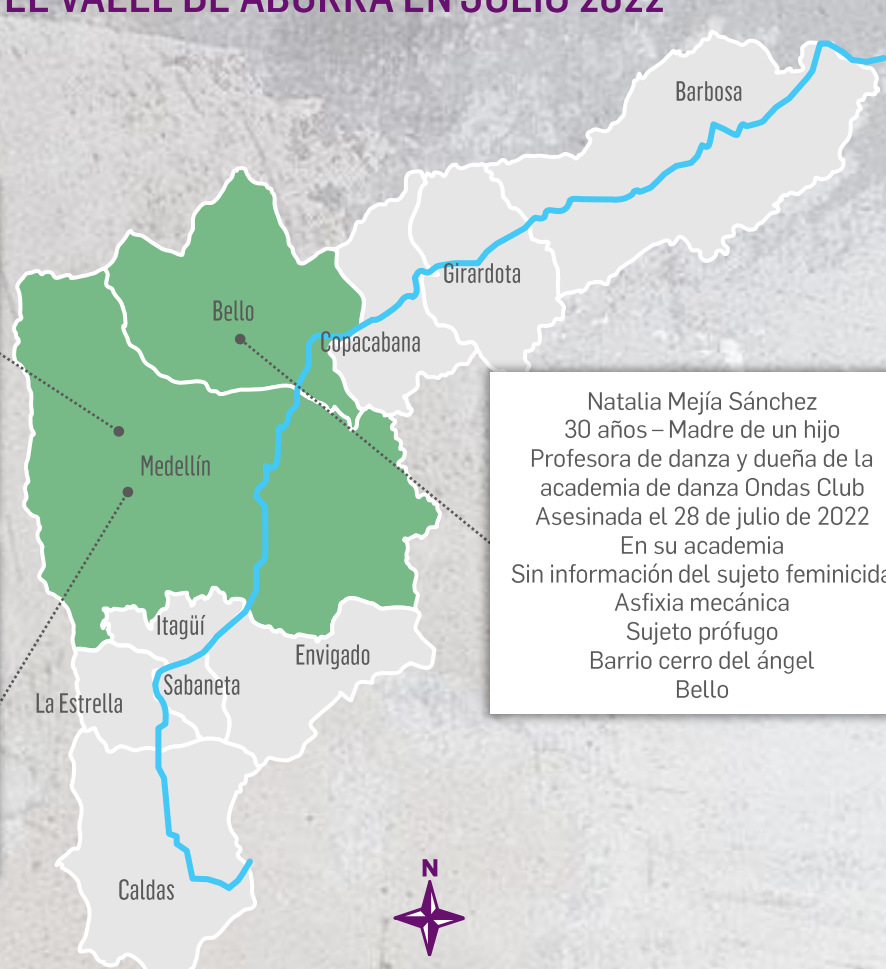 EL VALLE DE ABURRÁ EN JULIO 2022
Barbosa
Girardota
Bello
Copacabana
Medellín
Natalia Mejía Sánchez
30 años – Madre de un hijo
Profesora de danza y dueña de la
academia de danza Ondas Club
Asesinada el 28 de julio de 2022
En su academia
Sin información del sujeto feminicida
Asfixia mecánica
Sujeto prófugo
Barrio cerro del ángel
Bello
Itagüí
Envigado
Sabaneta
La Estrella
Caldas
N